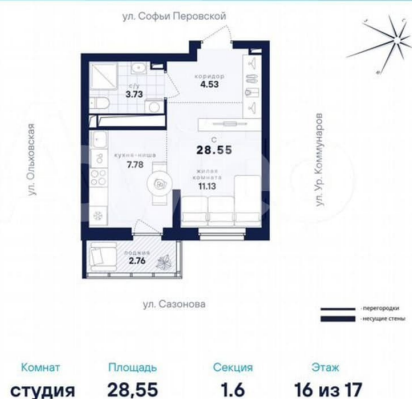 ул. Софьи Перовской
с/у
3.73
коридор
4.53
ул. Ольховская
С
28.55
кухня-ниша
7.78
жилая
комната
11.13
ул. Ур. Коммунаров
лоджия
2.76
ул. Сазонова
-перегородки
-несущие стены
Комнат Площадь Секция Этаж
студия 28,55 1.6 16 из 17